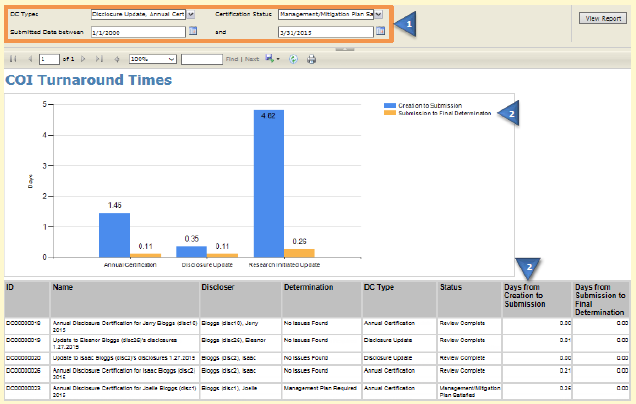 DC Types Disclosure Update, Annual Cert Certification Status Management/Mitigation Plan Sa
Submitted Date between 1/1/2000 and 3/31/2015
View Report
1
1 of 1 100% Find | Next
COI Turnaround Times
Creation to Submission
Submission to Final Determination
2
5
4
3
2
1
0
Days
1.45
0.11
0.35
0.11
4.82
0.26
Annual Certification Disclosure Update Research Initiated Update
2
ID Name Discloser Determination DC Type Status Days from Creation to Submission Days from Submission to Final Determination
DC00000018 Annual Disclosure Certification for Jerry Bloggs (disc10) 2015 Bloggs (disc10), Jerry No Issues Found Annual Certification Review Complete 0.00 0.00
DC00000019 Update to Eleanor Bloggs (disc26)'s disclosures 1.27.2015 Bloggs (disc26), Eleanor No Issues Found Disclosure Update Review Complete 0.01 0.00
DC00000020 Update to Isaac Bloggs (disc2)'s disclosures 1.27.2015 Bloggs (disc2), Isaac No Issues Found Disclosure Update Review Complete 0.00 0.00
DC00000026 Annual Disclosure Certification for Isaac Bloggs (disc2) 2015 Bloggs (disc2), Isaac No Issues Found Annual Certification Review Complete 0.21 0.00
DC00000023 Annual Disclosure Certification for Joelle Bloggs (disc1) 2015 Bloggs (disc1), Joelle Management Plan Required Annual Certification Management/Mitigation Plan Satisfied 0.00